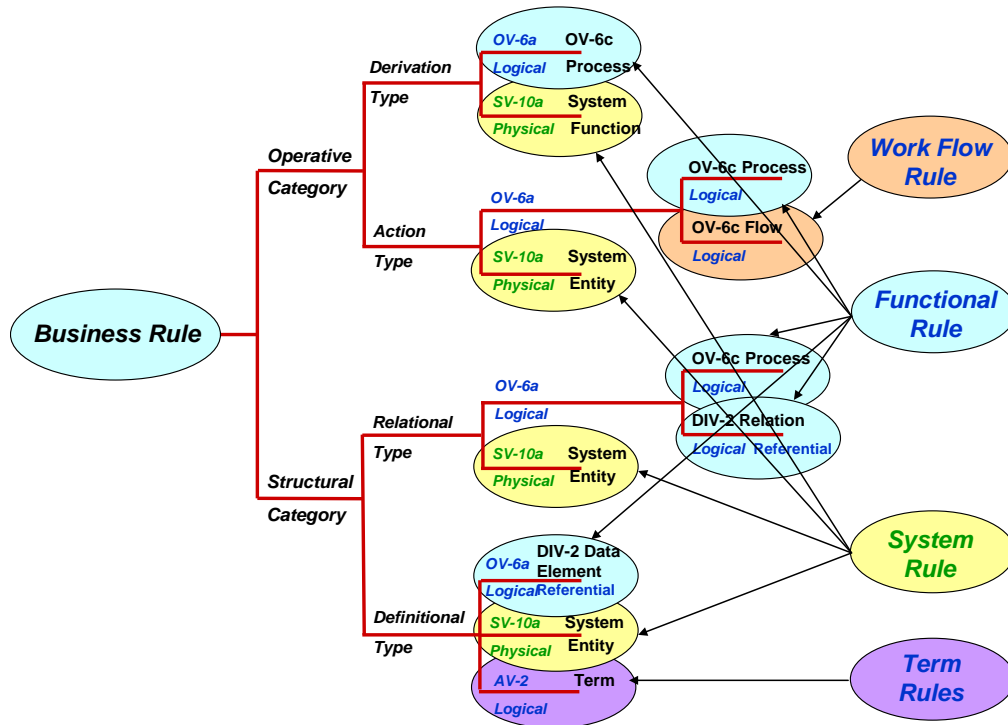 OV-6a OV-6c
Logical Process
Derivation
Type
SV-10a System
Physical Function
Operative
Category
OV-6c Process
Logical
Work Flow
Rule
OV-6a
Logical
OV-6c Flow
Logical
Action
Type
SV-10a System
Physical Entity
Business Rule
Functional
Rule
OV-6c Process
Logical
OV-6a
Logical
DIV-2 Relation
Logical Referential
Relational
Type
SV-10a System
Physical Entity
Structural
Category
System
Rule
OV-6a DIV-2 Data
Element
Logical Referential
Definitional
Type
SV-10a System
Physical Entity
AV-2 Term
Logical
Term
Rules